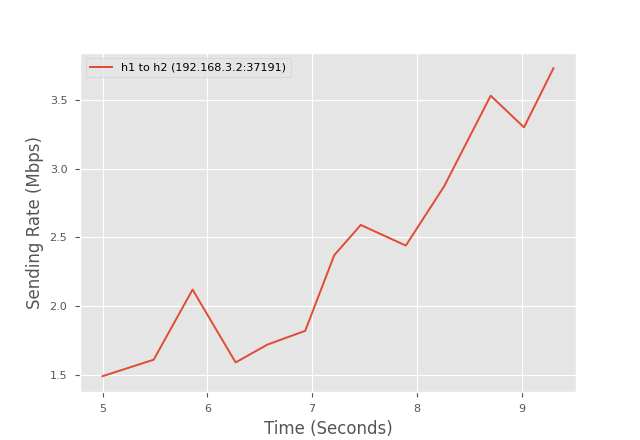 h1 to h2 (192.168.3.2:37191)
Sending Rate (Mbps)
3.5
3.0
2.5
2.0
1.5
5 6 7 8 9
Time (Seconds)